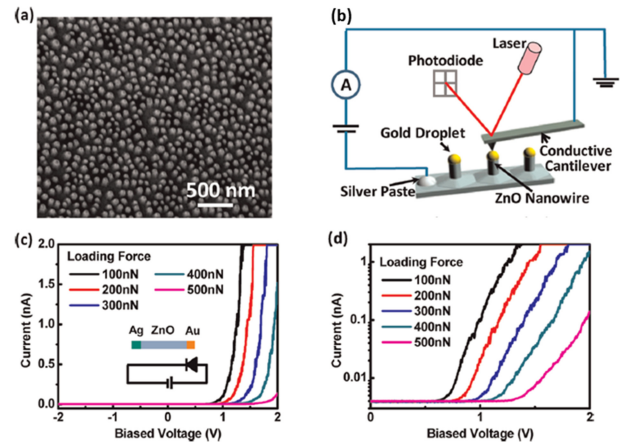 (a)
500 nm
(b)
Laser
Photodiode
A
Gold Droplet
Conductive
Cantilever
Silver Paste
ZnO Nanowire
(c)
2.0
1.5
1.0
0.5
0.0
Current (nA)
Loading Force
100nN
400nN
200nN
500nN
300nN
Ag ZnO Au
-2 -1 0 1 2
Biased Voltage (V)
(d)
1
0.1
0.01
Current (nA)
Loading Force
100nN
200nN
300nN
400nN
500nN
0 1 2
Biased Voltage (V)